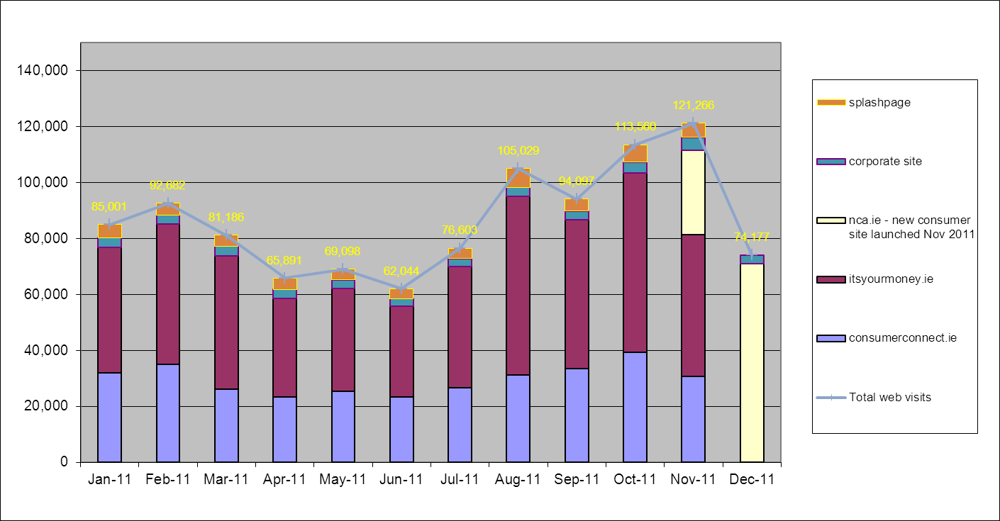 140,000
120,000
100,000
80,000
60,000
40,000
20,000
0
85,001
92,682
81,186
65,891
69,098
62,044
76,603
105,029
94,097
113,560
121,266
74,177
Jan-11 Feb-11 Mar-11 Apr-11 May-11 Jun-11 Jul-11 Aug-11 Sep-11 Oct-11 Nov-11 Dec-11
splashpage
corporate site
nca.ie - new consumer
site launched Nov 2011
itsyourmoney.ie
consumerconnect.ie
Total web visits